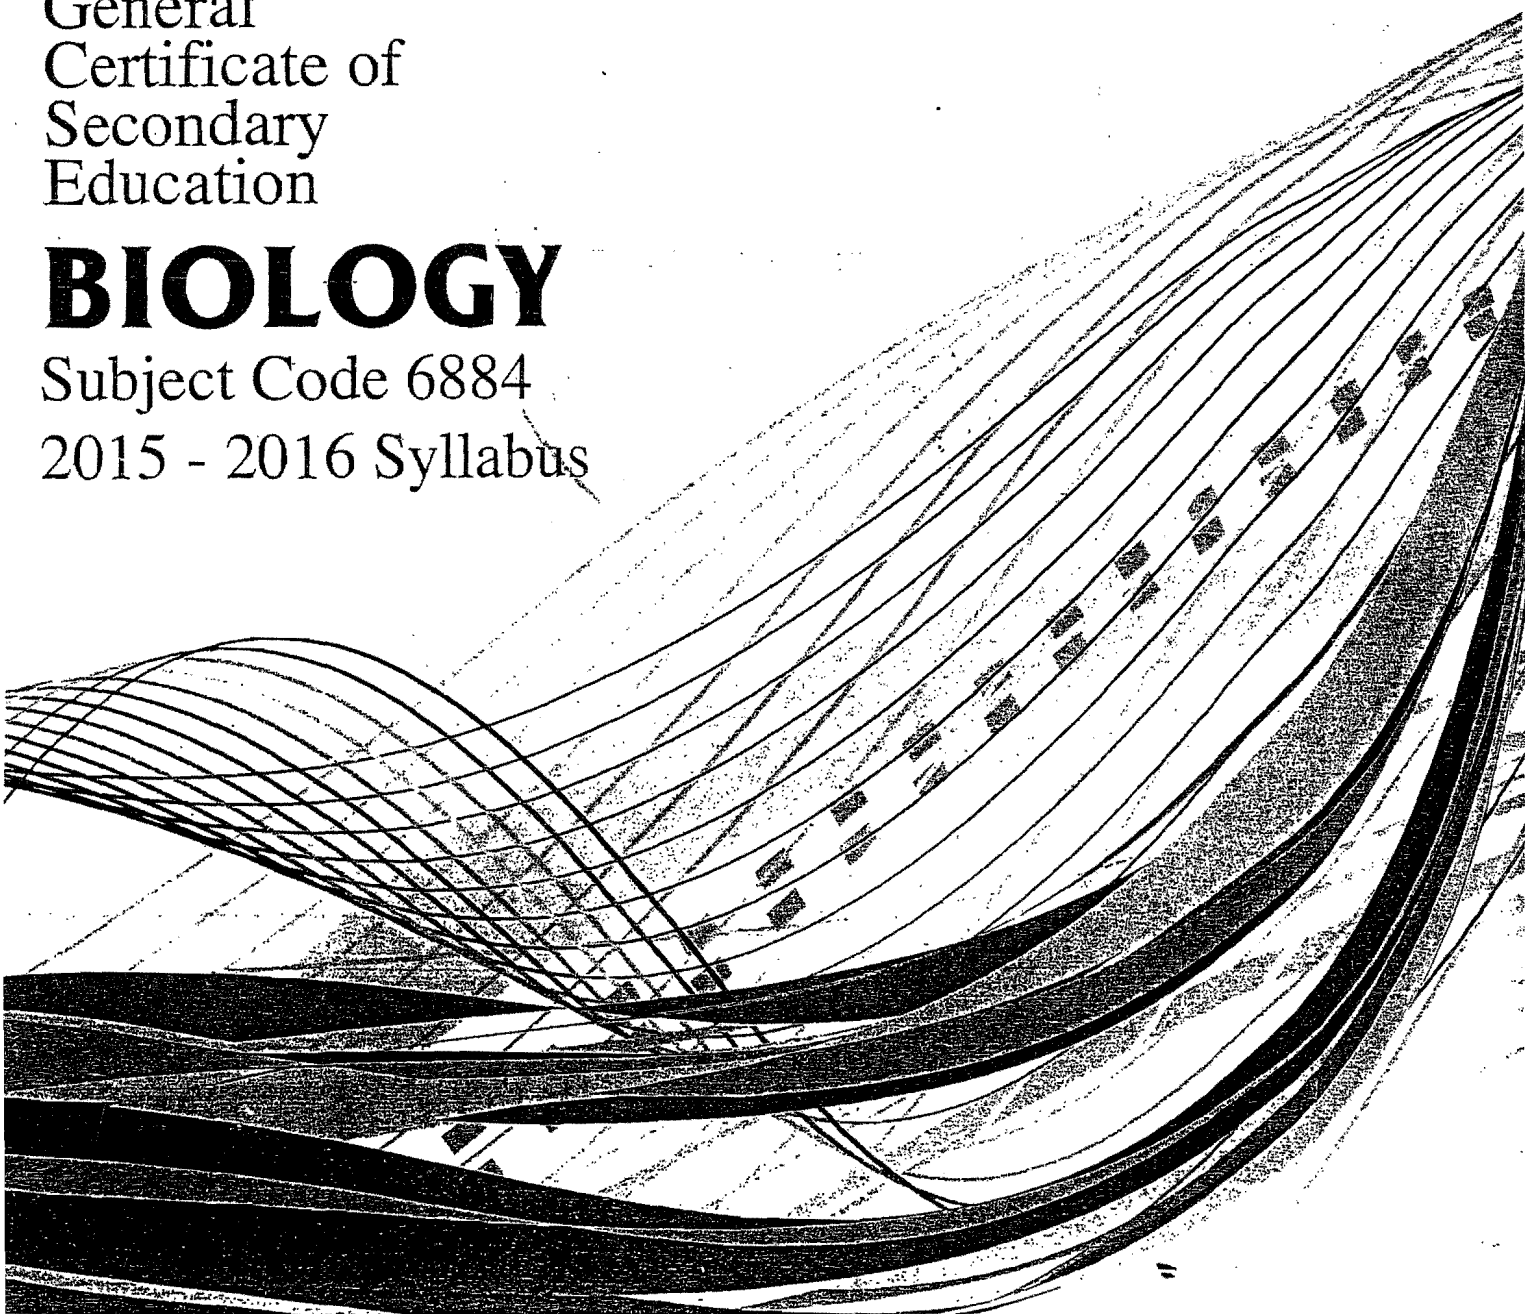 General
Certificate of
Secondary
Education
BIOLOGY
Subject Code 6884
2015 - 2016 Syllabus